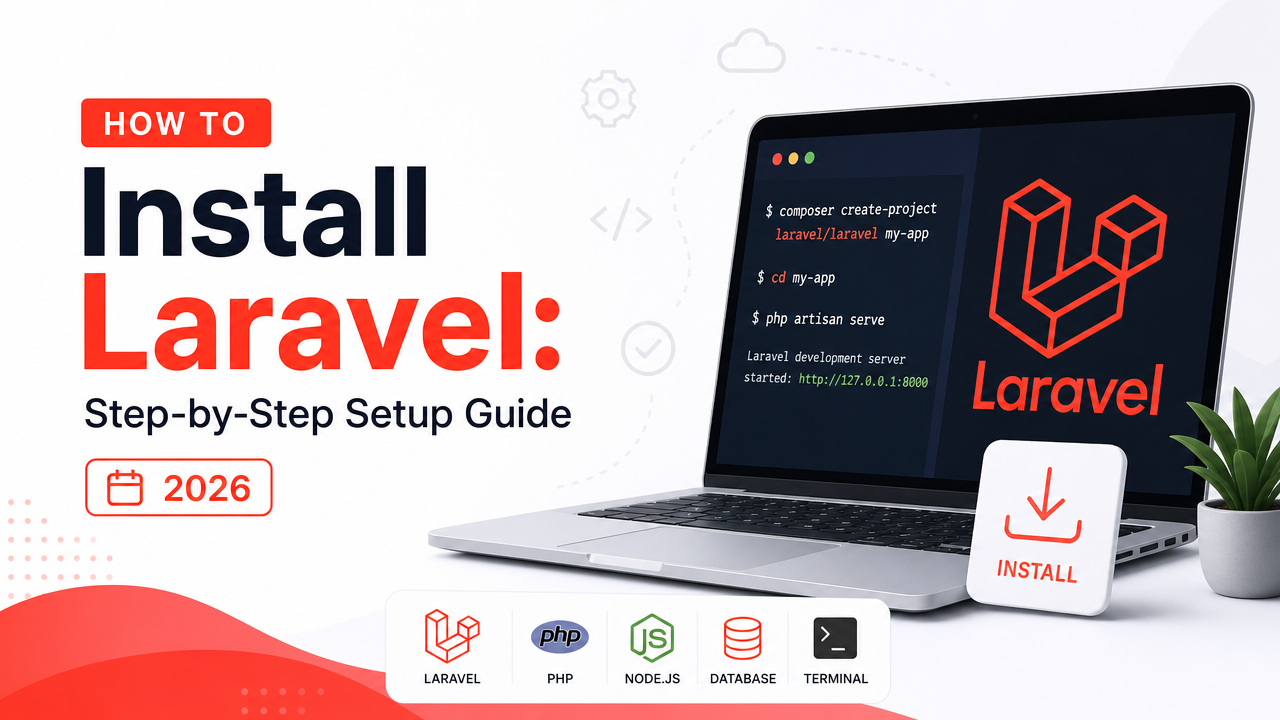 HOW TO
Install
Laravel:
Step-by-Step Setup Guide
2026
$ composer create-project
laravel/laravel my-app
$ cd my-app
$ php artisan serve
Laravel development server
started: http://127.0.0.1:8000
Laravel
INSTALL
LARAVEL
php
PHP
JS
NODE.JS
DATABASE
TERMINAL